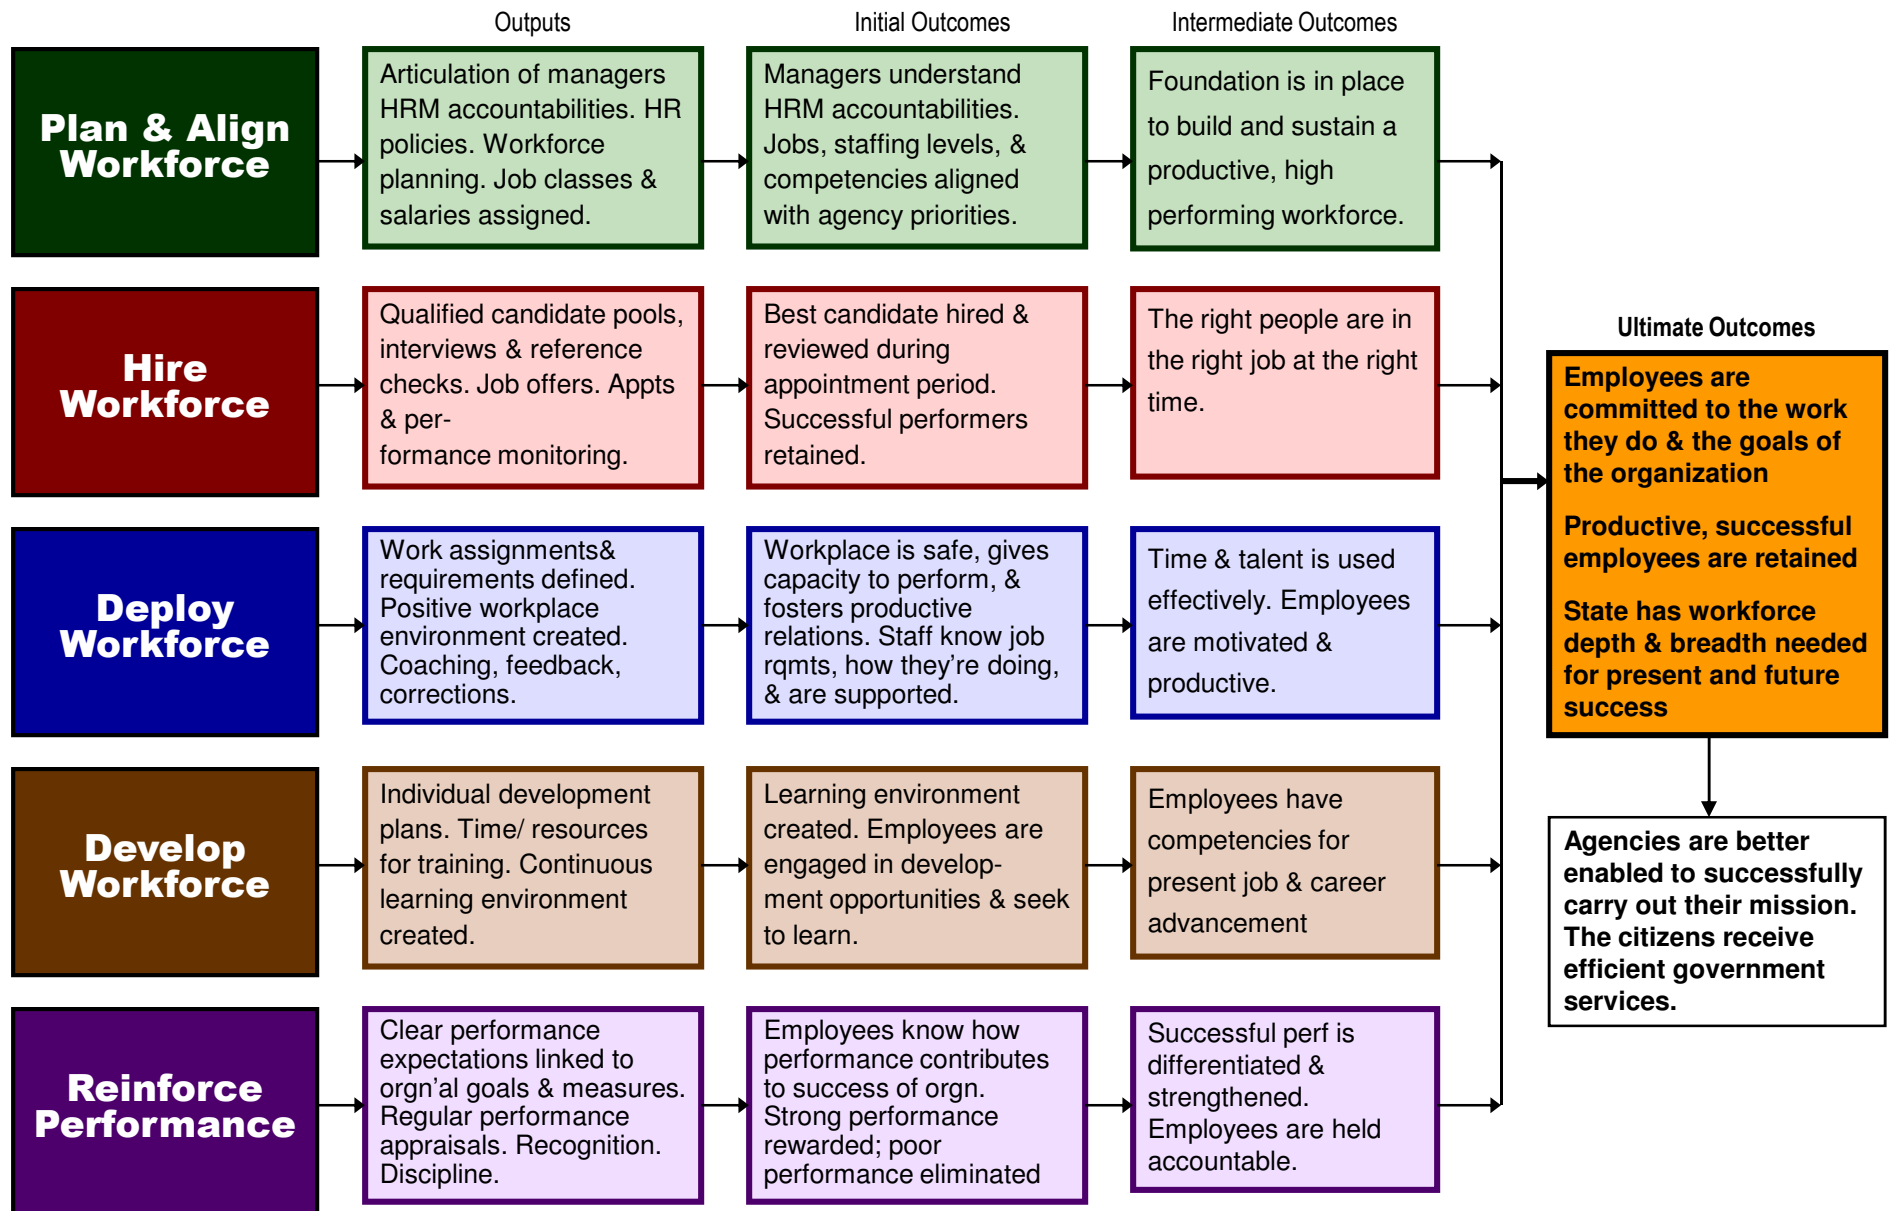 Outputs
Initial Outcomes
Intermediate Outcomes
Plan & Align
Workforce
Articulation of managers
HRM accountabilities. HR
policies. Workforce
planning. Job classes &
salaries assigned.
Managers understand
HRM accountabilities.
Jobs, staffing levels, &
competencies aligned
with agency priorities.
Foundation is in place
to build and sustain a
productive, high
performing workforce.
Hire
Workforce
Qualified candidate pools,
interviews & reference
checks. Job offers. Appts
& per-
formance monitoring.
Best candidate hired &
reviewed during
appointment period.
Successful performers
retained.
The right people are in
the right job at the right
time.
Deploy
Workforce
Work assignments&
requirements defined.
Positive workplace
environment created.
Coaching, feedback,
corrections.
Workplace is safe, gives
capacity to perform, &
fosters productive
relations. Staff know job
rqmts, how they’re doing,
& are supported.
Time & talent is used
effectively. Employees
are motivated &
productive.
Develop
Workforce
Individual development
plans. Time/ resources
for training. Continuous
learning environment
created.
Learning environment
created. Employees are
engaged in develop-
ment opportunities & seek
to learn.
Employees have
competencies for
present job & career
advancement
Reinforce
Performance
Clear performance
expectations linked to
orgn’al goals & measures.
Regular performance
appraisals. Recognition.
Discipline.
Employees know how
performance contributes
to success of orgn.
Strong performance
rewarded; poor
performance eliminated
Successful perf is
differentiated &
strengthened.
Employees are held
accountable.
Ultimate Outcomes
Employees are
committed to the work
they do & the goals of
the organization
Productive, successful
employees are retained
State has workforce
depth & breadth needed
for present and future
success
Agencies are better
enabled to successfully
carry out their mission.
The citizens receive
efficient government
services.